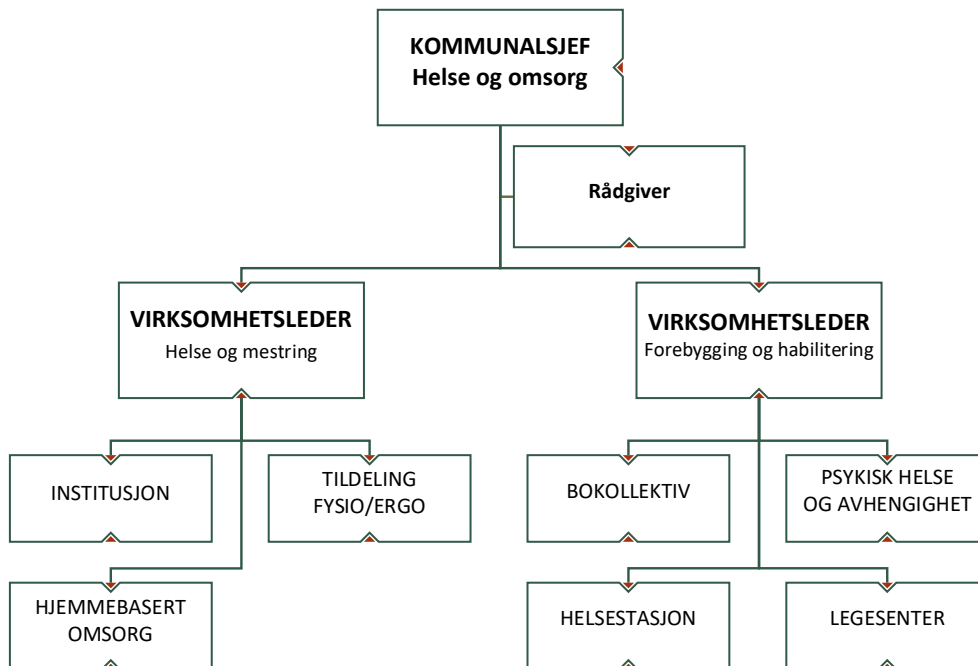 KOMMUNALSJEF
Helse og omsorg
Rådgiver
VIRKSOMHETSLEDER
Helse og mestring
VIRKSOMHETSLEDER
Forebygging og habilitering
INSTITUSJON
TILDELING
FYSIO/ERGO
BOKOLLEKTIV
PSYKISK HELSE
OG AVHENGIGHET
HJEMMEBASERT
OMSORG
HELSESTASJON
LEGESENTER